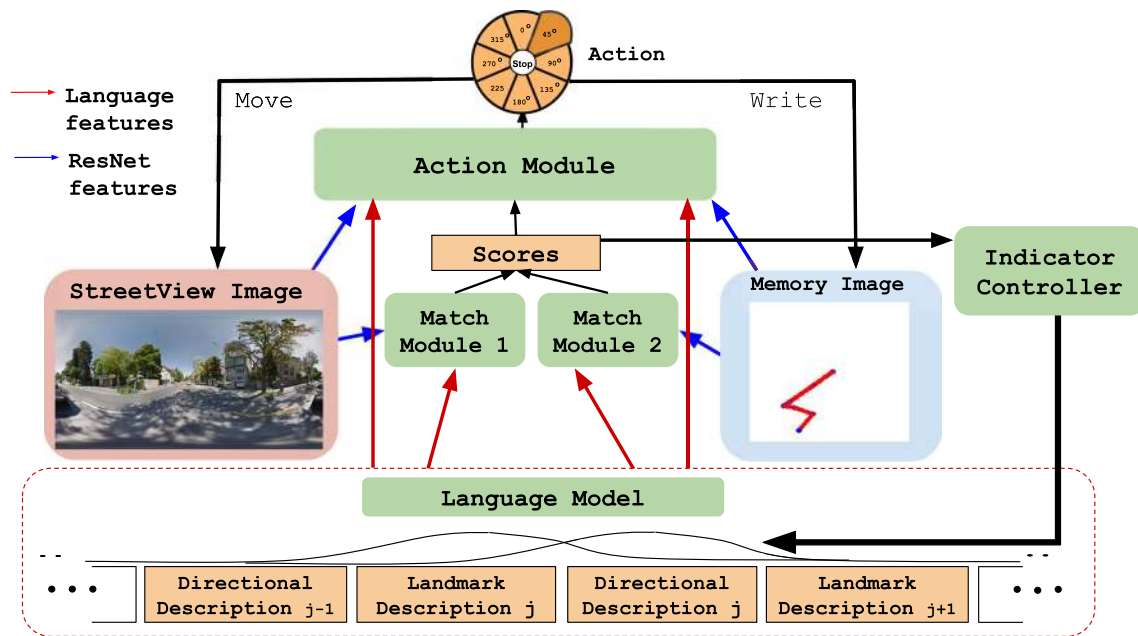 0°
45°
90°
135°
180°
225
270°
315°
Stop
Action
Move
Write
Language
features
ResNet
features
Action Module
Scores
Indicator
Controller
StreetView Image
Memory Image
Match
Module 1
Match
Module 2
Language Model
- -
- -
•••
Directional
Description j-1
Landmark
Description j
Directional
Description j
Landmark
Description j+1
•••